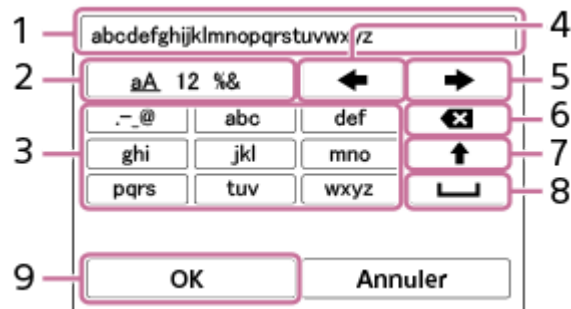 1 abcdefghijklmnopqrstuvwxyz 4
2 aA 12 %& 5
.-_@ abc def 6
3 ghi jkl mno 7
pqrs tuv wxyz 8
9 OK Annuler